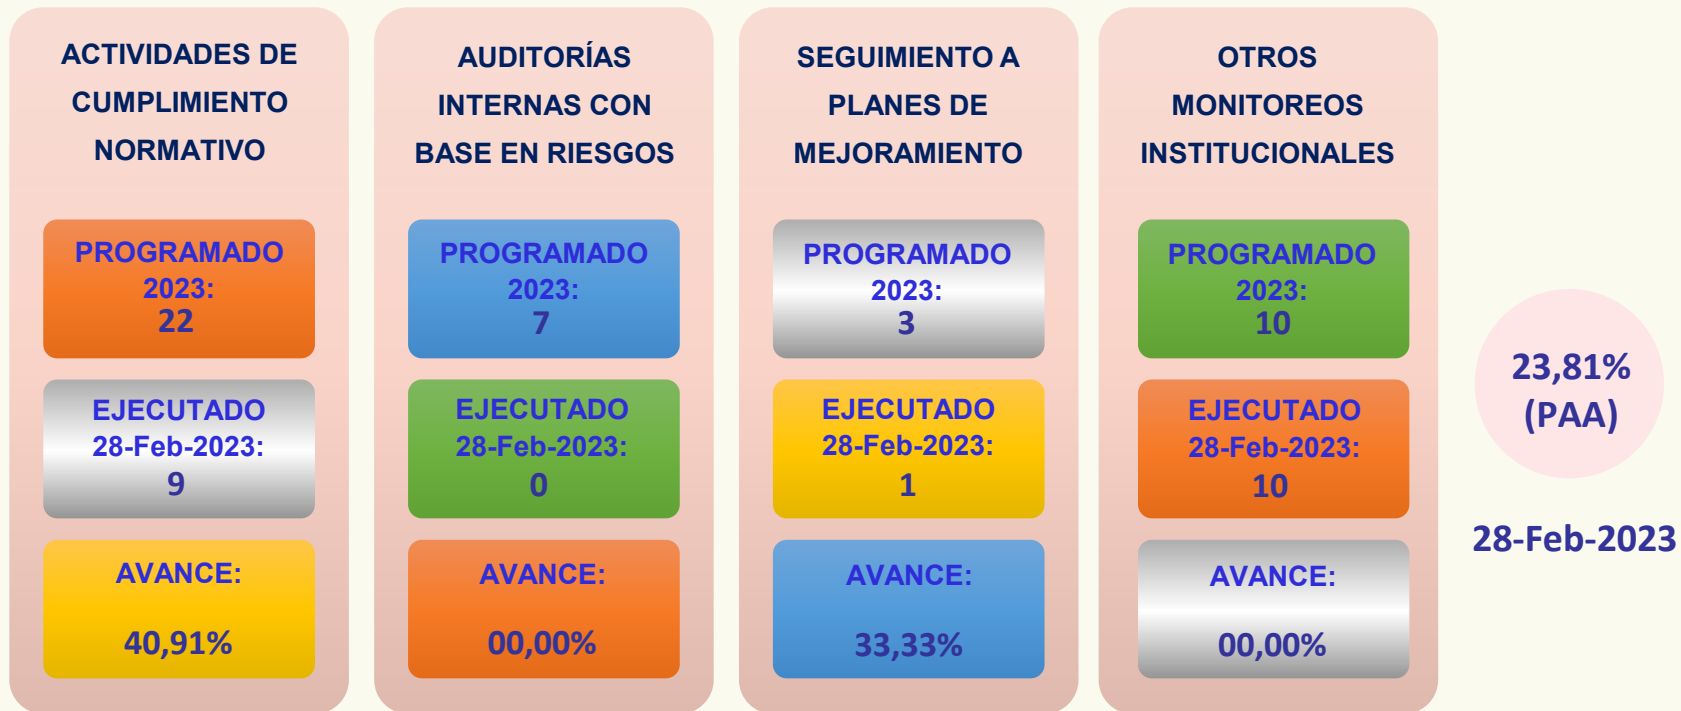 ACTIVIDADES DE
CUMPLIMIENTO
NORMATIVO
PROGRAMADO
2023:
22
EJECUTADO
28-Feb-2023:
9
AVANCE:
40,91%
AUDITORÍAS
INTERNAS CON
BASE EN RIESGOS
PROGRAMADO
2023:
7
EJECUTADO
28-Feb-2023:
0
AVANCE:
00,00%
SEGUIMIENTO A
PLANES DE
MEJORAMIENTO
PROGRAMADO
2023:
3
EJECUTADO
28-Feb-2023:
1
AVANCE:
33,33%
OTROS
MONITOREOS
INSTITUCIONALES
PROGRAMADO
2023:
10
EJECUTADO
28-Feb-2023:
10
AVANCE:
00,00%
23,81%
(PAA)
28-Feb-2023